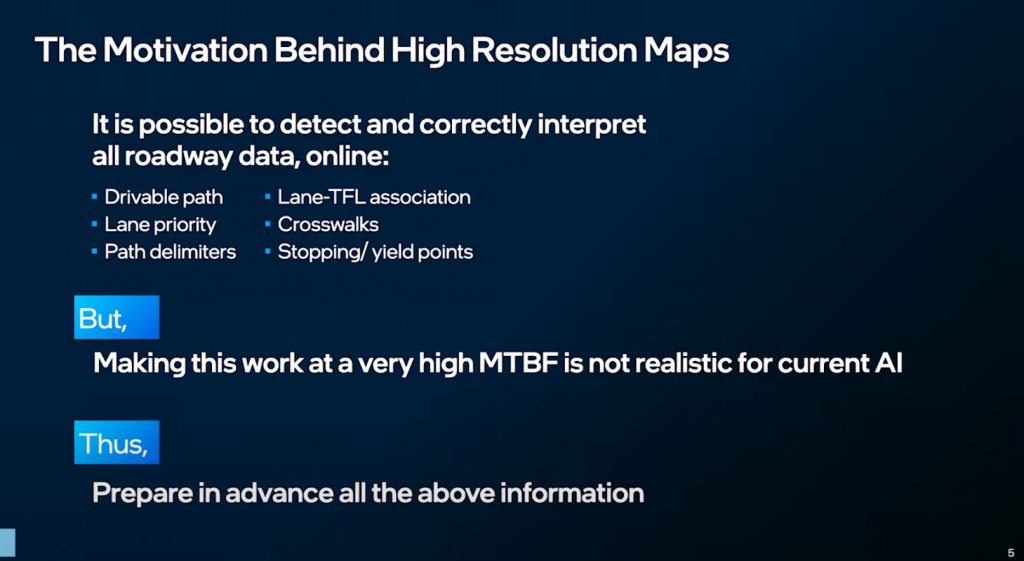 The Motivation Behind High Resolution Maps
It is possible to detect and correctly interpret
all roadway data, online:
▪ Drivable path
▪ Lane priority
▪ Path delimiters
▪ Lane-TFL association
▪ Crosswalks
▪ Stopping/ yield points
But,
Making this work at a very high MTBF is not realistic for current AI
Thus,
Prepare in advance all the above information
5